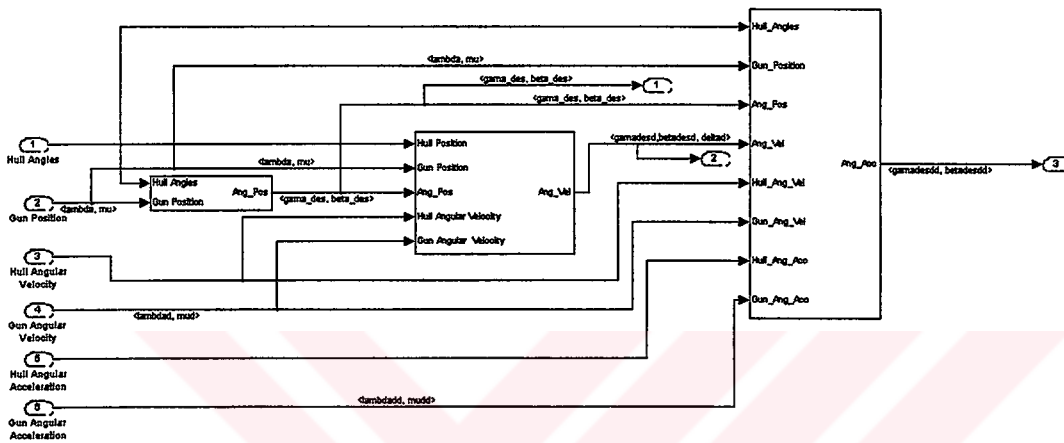 Hull_Angles
<lambda, mu>
Gun_Position
<gama_des, beta_des>
1
<gama_des, beta_des>
Ang_Pos
1
Hull Angles
Hull Position
<gamadesd,betadesd, deltad>
Ang_Vel
<lambda, mu>
Gun Position
2
Ang_Acc
3
<gamadesdd, betadesdd>
Hull Angles
Ang_Pos
Ang_Pos
Ang_Vel
Hull_Ang_Vel
2
Gun Position
<lambda, mu>
Gun Position
<gama_des, beta_des>
Hull Angular Velocity
Gun_Ang_Vel
Gun Angular Velocity
3
Hull Angular
Velocity
Hull_Ang_Acc
4
<lambdad, mud>
Gun Angular
Velocity
Gun_Ang_Acc
5
Hull Angular
Acceleration
6
<lambdadd, mudd>
Gun Angular
Acceleration